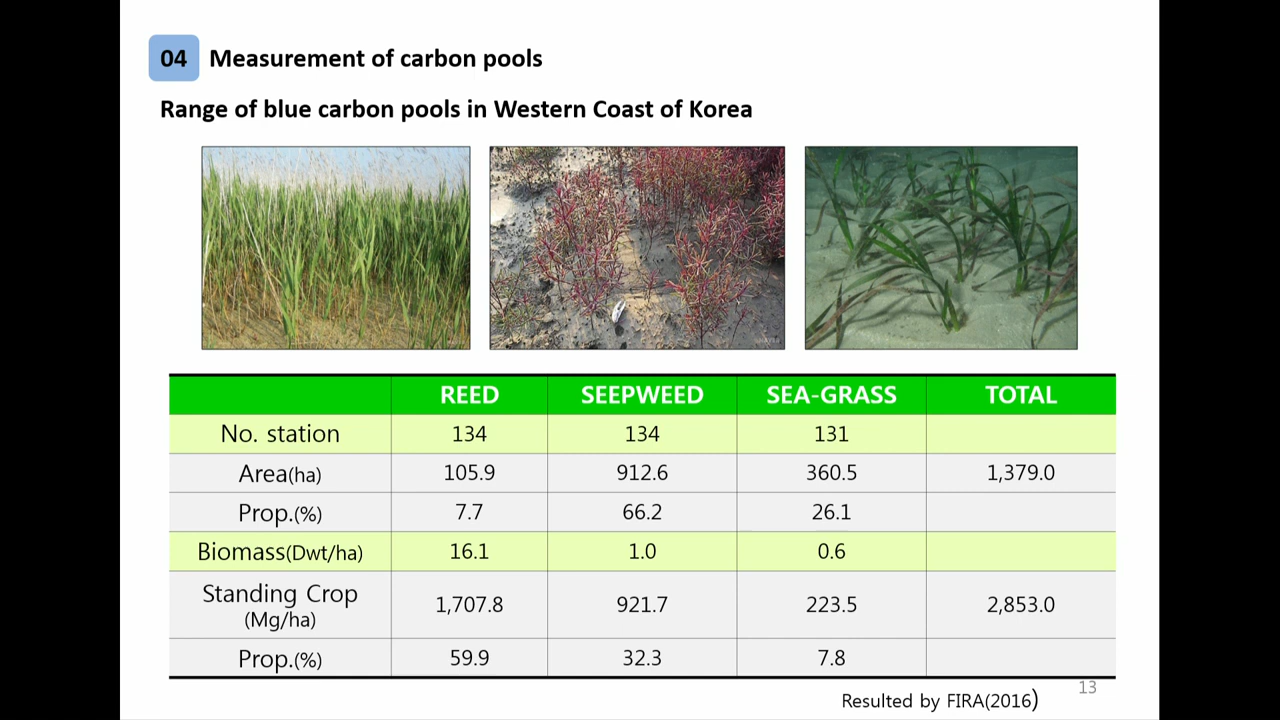 04 Measurement of carbon pools
Range of blue carbon pools in Western Coast of Korea
REED SEEPWEED SEA-GRASS TOTAL
No. station 134 134 131
Area(ha) 105.9 912.6 360.5 1,379.0
Prop.(%) 7.7 66.2 26.1
Biomass(Dwt/ha) 16.1 1.0 0.6
Standing Crop
(Mg/ha) 1,707.8 921.7 223.5 2,853.0
Prop.(%) 59.9 32.3 7.8
13
Resulted by FIRA(2016)